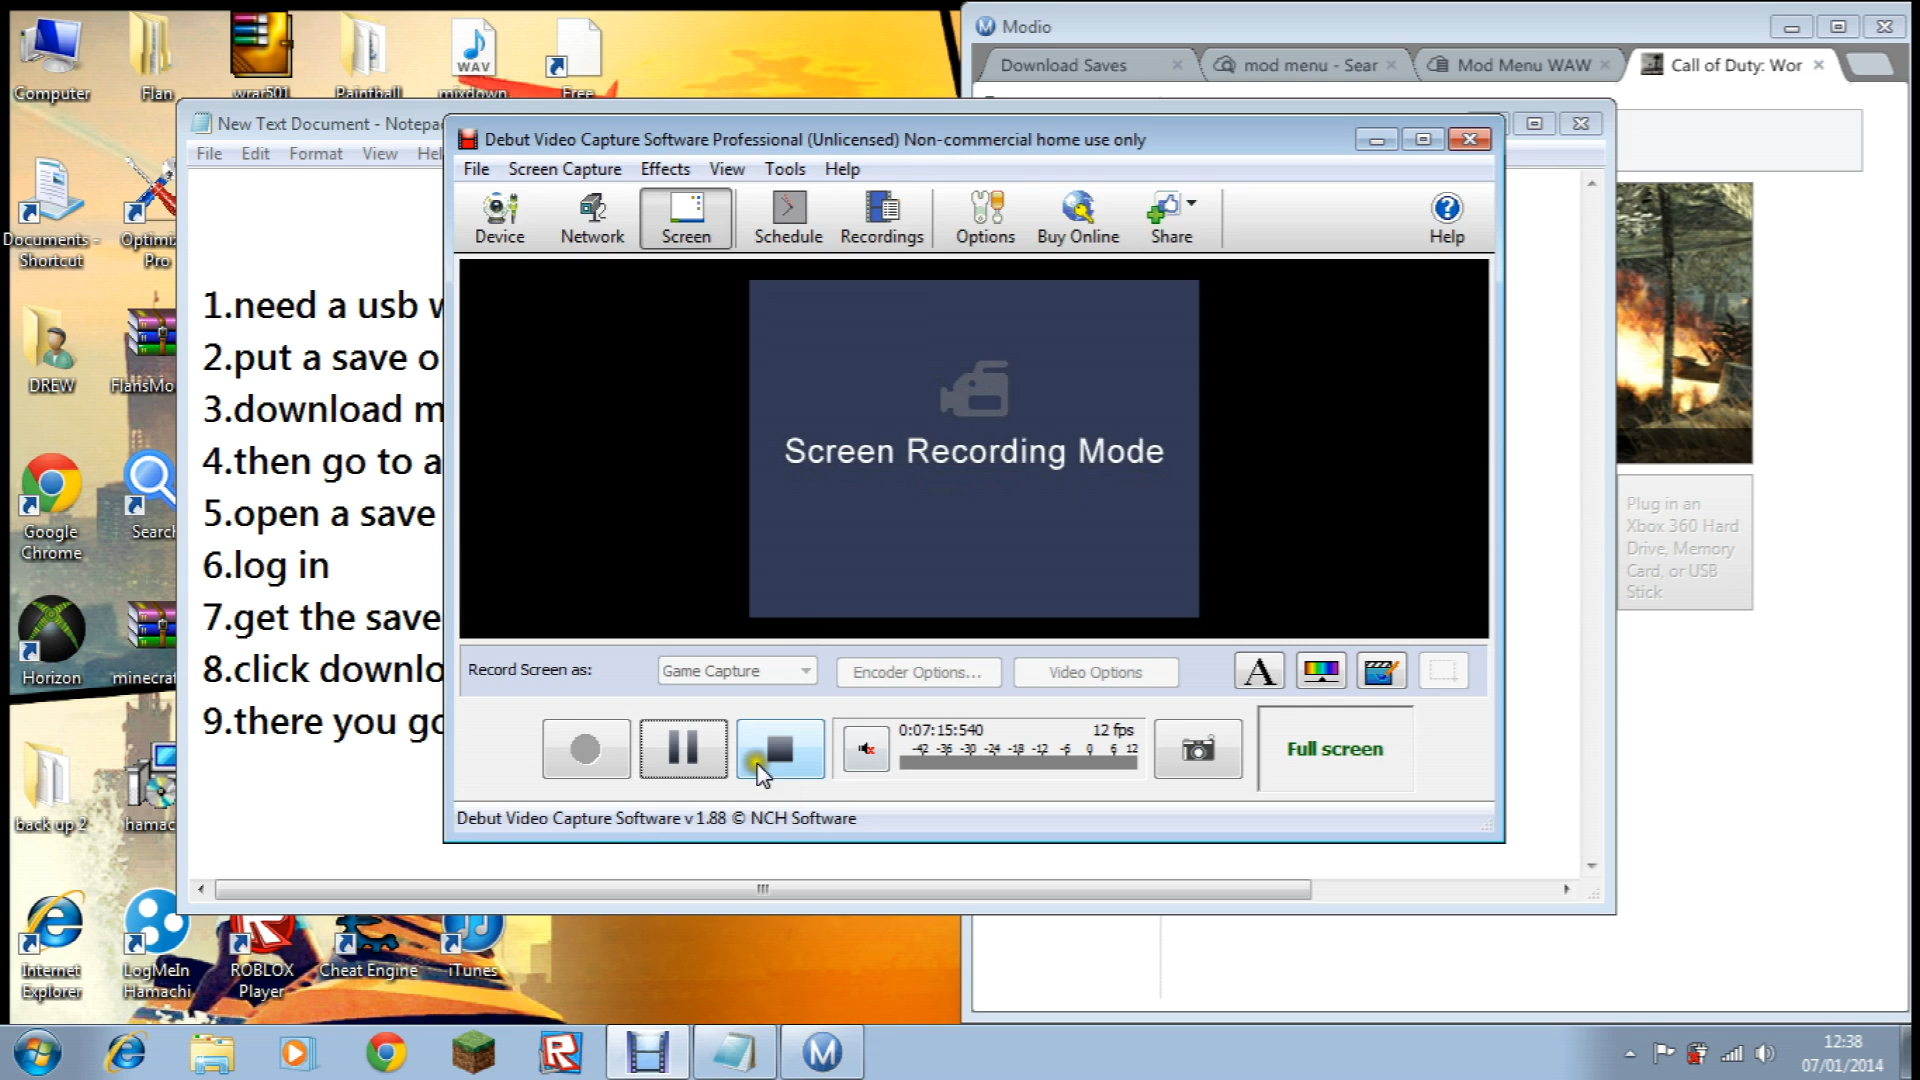 Computer
Flan
wrar501
Paintball
WAV
mixdown
Free
Documents -
Shortcut
Optimiz
Pro
DREW
FlansMo
Google
Chrome
Search
Horizon
minecraf
back up 2
hamac
Internet
Explorer
LogMeIn
Hamachi
ROBLOX
Player
Cheat Engine
iTunes
M Modio
Download Saves
mod menu - Sear
Mod Menu WAW
Call of Duty: Wor
Plug in an
Xbox 360 Hard
Drive, Memory
Card, or USB
Stick
New Text Document - Notepa
File Edit Format View Hel
1.need a usb w
2.put a save o
3.download m
4.then go to a
5.open a save
6.log in
7.get the save
8.click downlo
9.there you go
Debut Video Capture Software Professional (Unlicensed) Non-commercial home use only
File Screen Capture Effects View Tools Help
Device Network Screen Schedule Recordings Options Buy Online Share Help
Screen Recording Mode
Record Screen as: Game Capture Encoder Options... Video Options A
0:07:15:540 12 fps
-42 -36 -30 -24 -18 -12 -6 0 6 12
Full screen
Debut Video Capture Software v 1.88 © NCH Software
M
12:38
07/01/2014